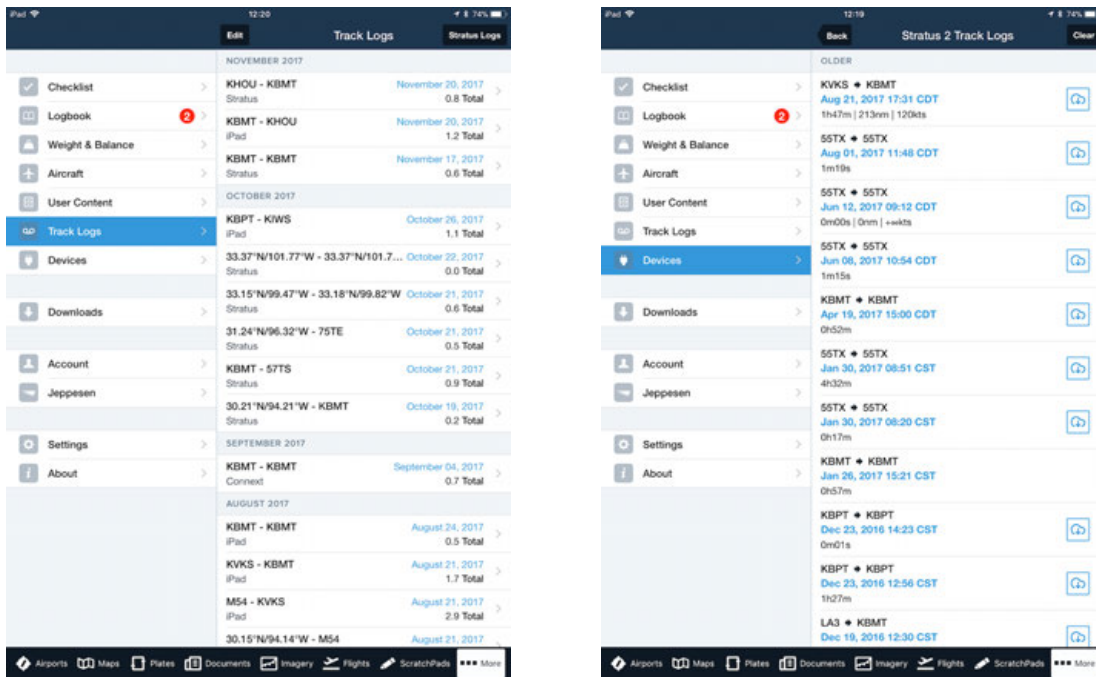 iPad 12:20 74%
Edit Track Logs Stratus Logs
Checklist
Logbook 2
Weight & Balance
Aircraft
User Content
Track Logs
Devices
Downloads
Account
Jeppesen
Settings
About
NOVEMBER 2017
KHOU - KBMT November 20, 2017
Stratus 0.8 Total
KBMT - KHOU November 20, 2017
iPad 1.2 Total
KBMT - KBMT November 17, 2017
Stratus 0.6 Total
OCTOBER 2017
KBPT - KIWS October 26, 2017
iPad 1.1 Total
33.37°N/101.77°W - 33.37°N/101.7... October 22, 2017
Stratus 0.0 Total
33.15°N/99.47°W - 33.18°N/99.82°W October 21, 2017
Stratus 0.6 Total
31.24°N/96.32°W - 75TE October 21, 2017
Stratus 0.5 Total
KBMT - 57TS October 21, 2017
Stratus 0.9 Total
30.21°N/94.21°W - KBMT October 19, 2017
Stratus 0.2 Total
SEPTEMBER 2017
KBMT - KBMT September 04, 2017
Connext 0.7 Total
AUGUST 2017
KBMT - KBMT August 24, 2017
iPad 0.5 Total
KVKS - KBMT August 21, 2017
iPad 1.7 Total
M54 - KVKS August 21, 2017
iPad 2.9 Total
30.15°N/94.14°W - M54 August 21, 2017
Airports Maps Plates Documents Imagery Flights ScratchPads More
iPad 12:19 74%
Back Stratus 2 Track Logs Clear
Checklist
Logbook 2
Weight & Balance
Aircraft
User Content
Track Logs
Devices
Downloads
Account
Jeppesen
Settings
About
OLDER
KVKS ➜ KBMT
Aug 21, 2017 17:31 CDT
1h47m | 213nm | 120kts
55TX ➜ 55TX
Aug 01, 2017 11:48 CDT
1m19s
55TX ➜ 55TX
Jun 12, 2017 09:12 CDT
0m00s | 0nm | +∞kts
55TX ➜ 55TX
Jun 08, 2017 10:54 CDT
1m15s
KBMT ➜ KBMT
Apr 19, 2017 15:00 CDT
0h52m
55TX ➜ 55TX
Jan 30, 2017 08:51 CST
4h32m
55TX ➜ 55TX
Jan 30, 2017 08:20 CST
0h17m
KBMT ➜ KBMT
Jan 26, 2017 15:21 CST
0h57m
KBPT ➜ KBPT
Dec 23, 2016 14:23 CST
0m01s
KBPT ➜ KBPT
Dec 23, 2016 12:56 CST
1h27m
LA3 ➜ KBMT
Dec 19, 2016 12:30 CST
Airports Maps Plates Documents Imagery Flights ScratchPads More